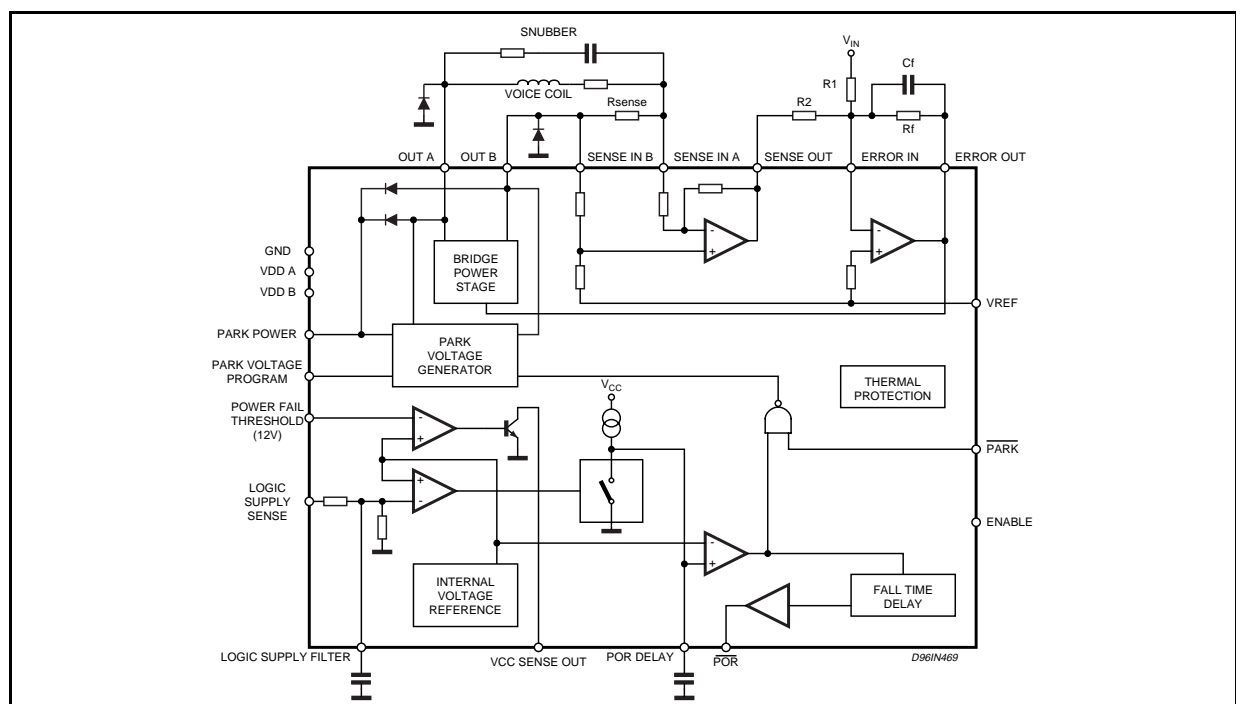 SNUBBER
VOICE COIL
Rsense
VIN
R1
Cf
R2
Rf
OUT A
OUT B
SENSE IN B
SENSE IN A
SENSE OUT
ERROR IN
ERROR OUT
GND
VDD A
VDD B
PARK POWER
PARK VOLTAGE
PROGRAM
POWER FAIL
THRESHOLD
(12V)
LOGIC
SUPPLY
SENSE
BRIDGE
POWER
STAGE
-
+
-
+
VREF
PARK
VOLTAGE
GENERATOR
THERMAL
PROTECTION
VCC
-
+
+
-
PARK
ENABLE
-
+
INTERNAL
VOLTAGE
REFERENCE
FALL TIME
DELAY
LOGIC SUPPLY FILTER
VCC SENSE OUT
POR DELAY
POR
D96IN469